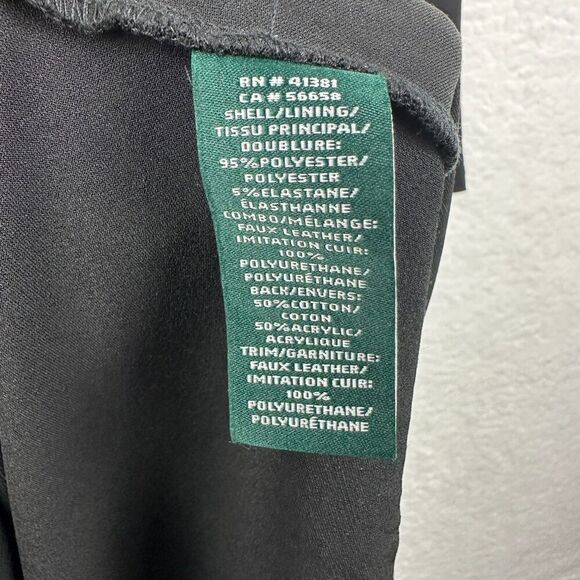 RN # 41381
CA # 56658
SHELL/LINING/
TISSU PRINCIPAL/
DOUBLURE:
95%POLYESTER/
POLYESTER
5%ELASTANE/
ÉLASTHANNE
COMBO/MÉLANGE:
FAUX LEATHER/
IMITATION CUIR:
100%
POLYURETHANE/
POLYURÉTHANE
BACK/ENVERS:
50%COTTON/
COTON
50%ACRYLIC/
ACRYLIQUE
TRIM/GARNITURE:
FAUX LEATHER/
IMITATION CUIR:
100%
POLYURETHANE/
POLYURÉTHANE